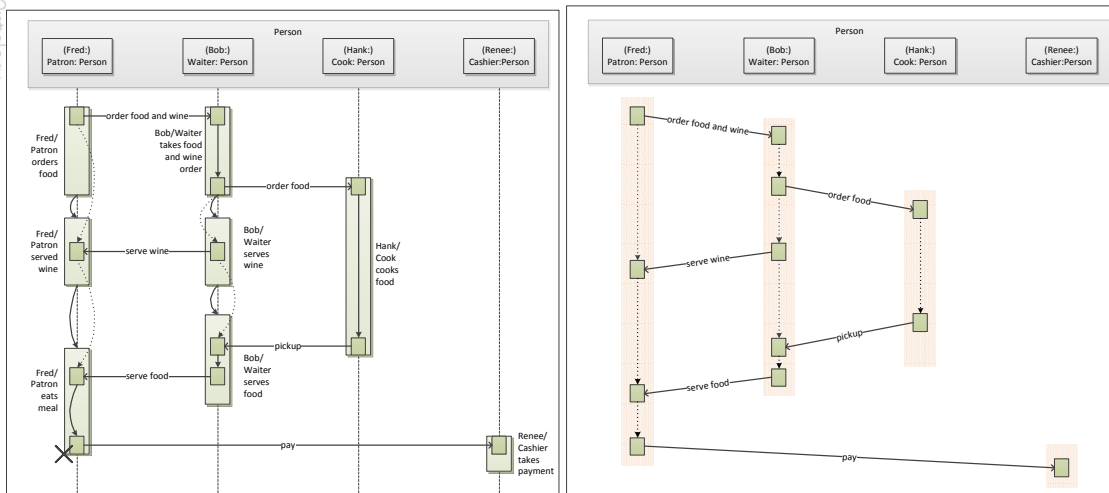 Person
(Fred:)
Patron: Person
(Bob:)
Waiter: Person
(Hank:)
Cook: Person
(Renee:)
Cashier:Person
order food and wine
Fred/
Patron
orders
food
Bob/Waiter
takes food
and wine
order
order food
Fred/
Patron
served
wine
serve wine
Bob/
Waiter
serves
wine
Hank/
Cook
cooks
food
pickup
Fred/
Patron
eats
meal
serve food
Bob/
Waiter
serves
food
pay
Renee/
Cashier
takes
payment
Person
(Fred:)
Patron: Person
(Bob:)
Waiter: Person
(Hank:)
Cook: Person
(Renee:)
Cashier:Person
order food and wine
order food
serve wine
pickup
serve food
pay